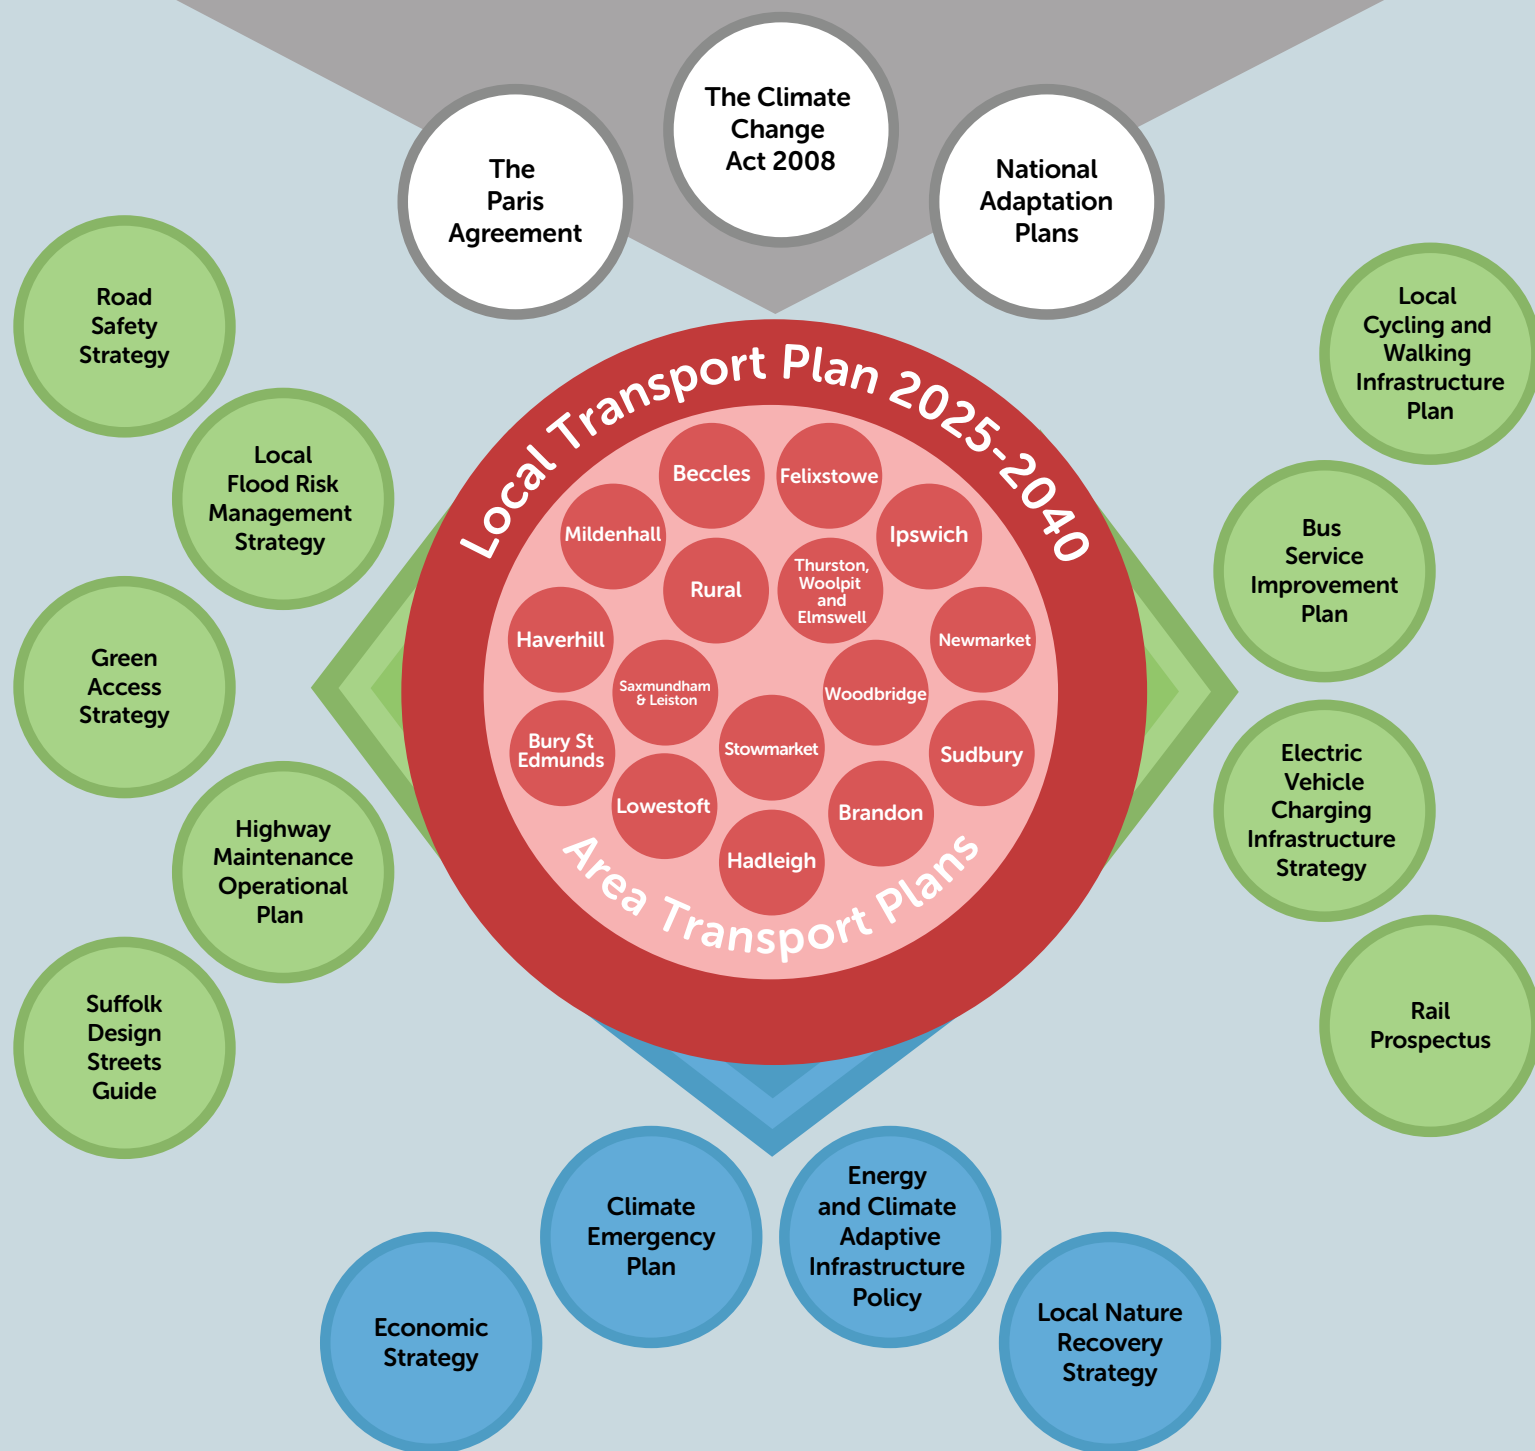 The Climate
Change
Act 2008
The
Paris
Agreement
National
Adaptation
Plans
Road
Safety
Strategy
Local
Flood Risk
Management
Strategy
Green
Access
Strategy
Highway
Maintenance
Operational
Plan
Suffolk
Design
Streets
Guide
Local Transport Plan 2025-2040
Beccles
Felixstowe
Mildenhall
Ipswich
Rural
Thurston,
Woolpit
and
Elmswell
Haverhill
Newmarket
Saxmundham
& Leiston
Woodbridge
Bury St
Edmunds
Stowmarket
Sudbury
Lowestoft
Brandon
Hadleigh
Area Transport Plans
Local
Cycling and
Walking
Infrastructure
Plan
Bus
Service
Improvement
Plan
Electric
Vehicle
Charging
Infrastructure
Strategy
Rail
Prospectus
Economic
Strategy
Climate
Emergency
Plan
Energy
and Climate
Adaptive
Infrastructure
Policy
Local Nature
Recovery
Strategy